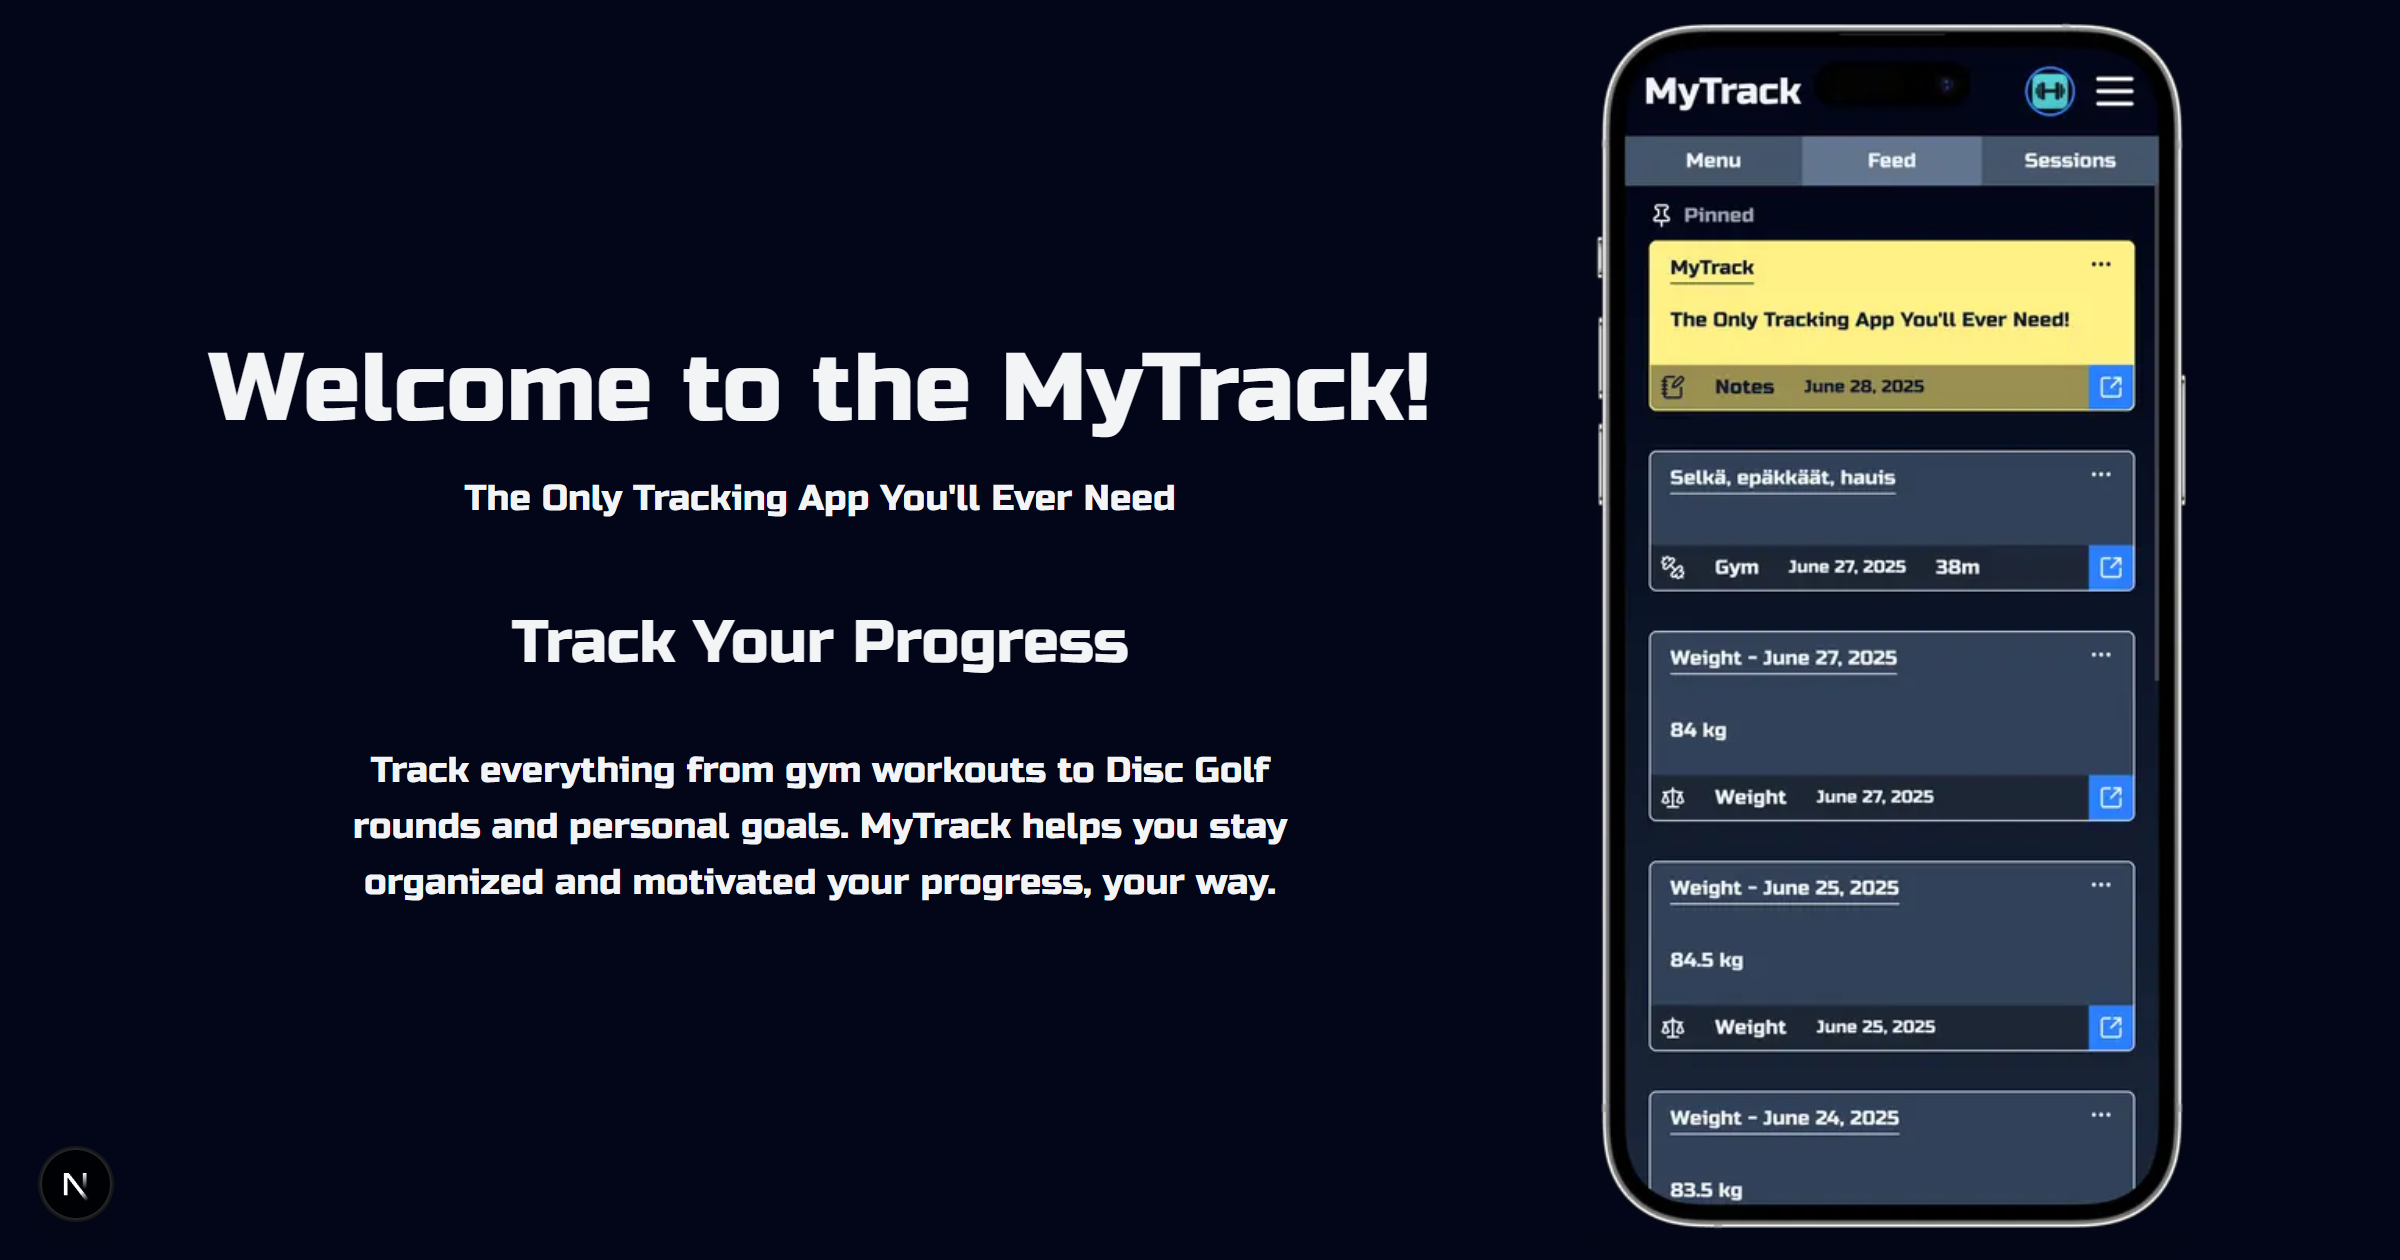 Welcome to the MyTrack!
The Only Tracking App You'll Ever Need
Track Your Progress
Track everything from gym workouts to Disc Golf
rounds and personal goals. MyTrack helps you stay
organized and motivated your progress, your way.
N
MyTrack
Menu Feed Sessions
Pinned
MyTrack
The Only Tracking App You'll Ever Need!
Notes June 28, 2025
Selkä, epäkkäät, hauis
Gym June 27, 2025 38m
Weight - June 27, 2025
84 kg
Weight June 27, 2025
Weight - June 25, 2025
84.5 kg
Weight June 25, 2025
Weight - June 24, 2025
83.5 kg